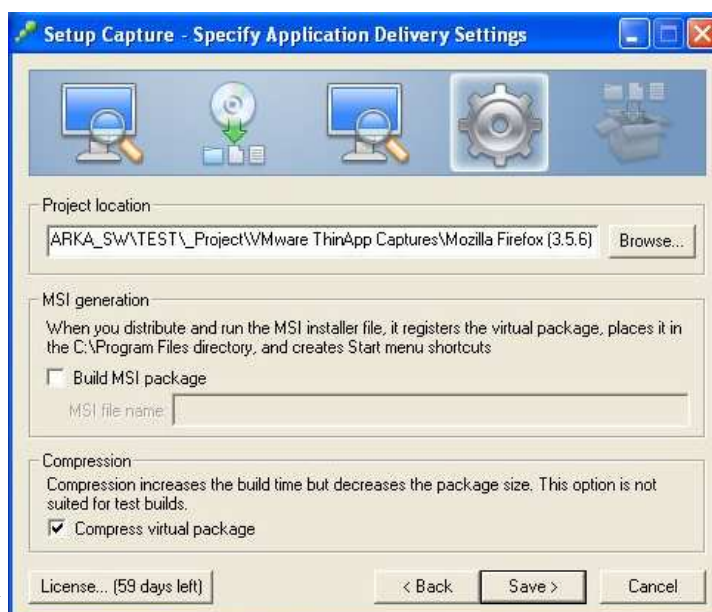 Setup Capture - Specify Application Delivery Settings
Project location
ARKA_SW\TEST\_Project\VMware ThinApp Captures\Mozilla Firefox (3.5.6)
Browse...
MSI generation
When you distribute and run the MSI installer file, it registers the virtual package, places it in
the C:\Program Files directory, and creates Start menu shortcuts
Build MSI package
MSI file name:
Compression
Compression increases the build time but decreases the package size. This option is not
suited for test builds.
Compress virtual package
License... (59 days left)
< Back
Save >
Cancel